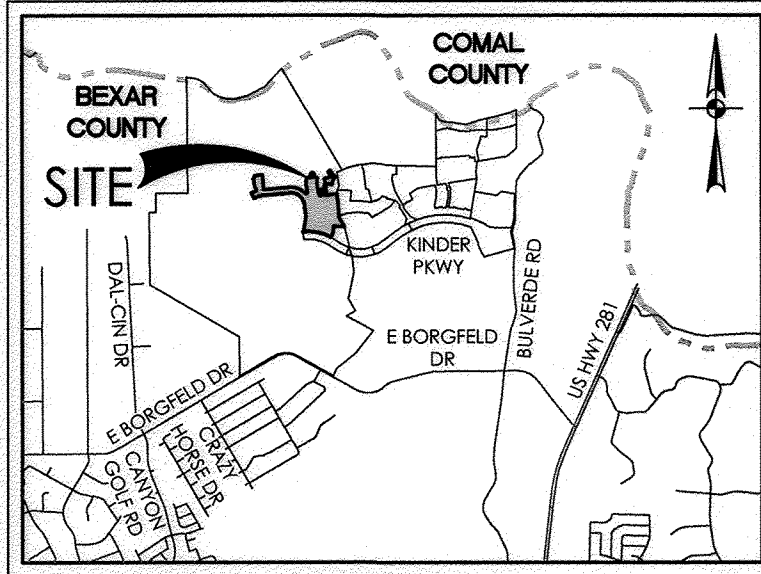 COMAL
COUNTY
BEXAR
COUNTY
SITE
KINDER
PKWY
BULVERDE RD
DAL-CIN DR
US HWY 281
E BORGFELD
DR
E BORGFELD DR
CRAZY
HORSE DR
CANYON
GOLF RD